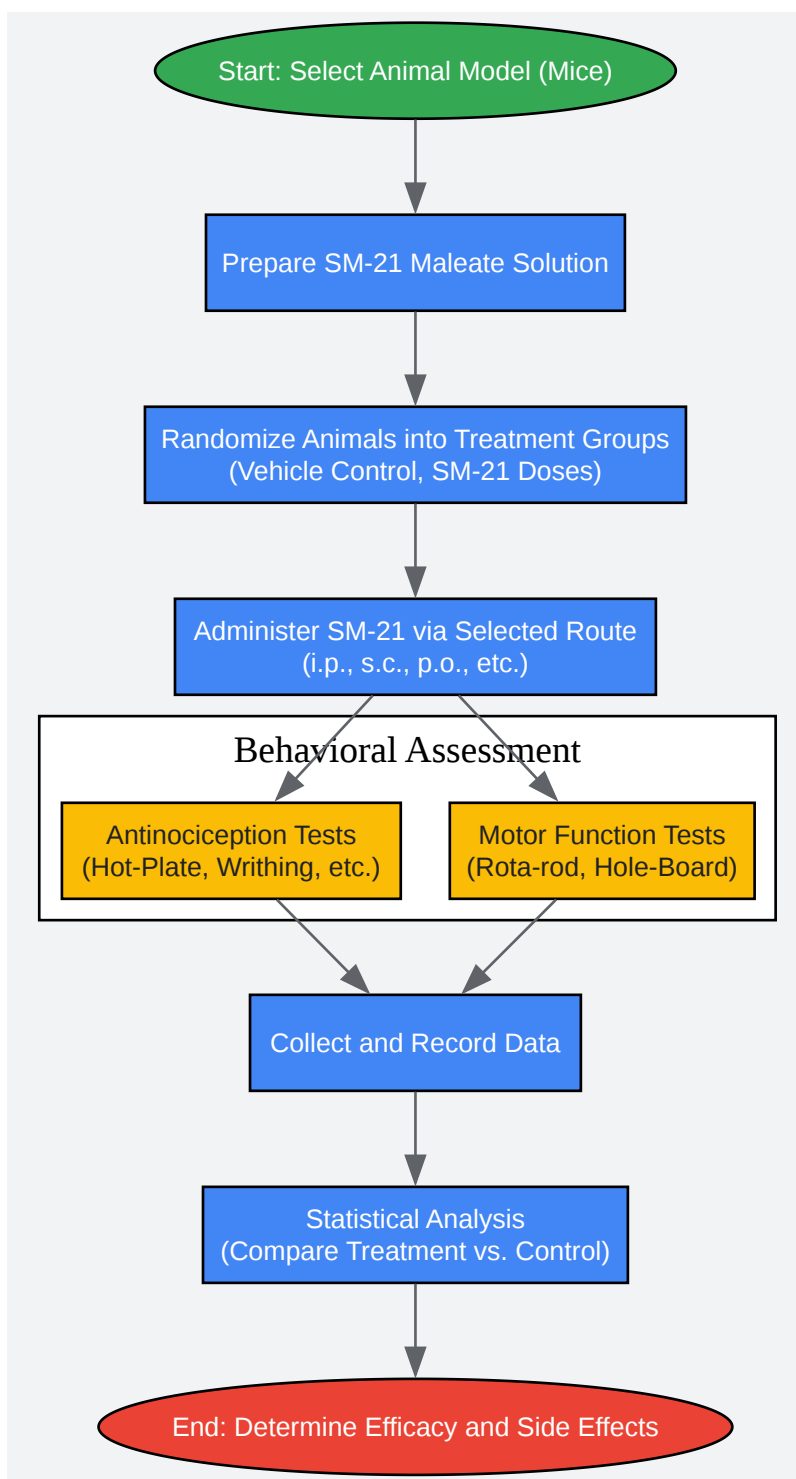 Start: Select Animal Model (Mice)
Prepare SM-21 Maleate Solution
Randomize Animals into Treatment Groups
(Vehicle Control, SM-21 Doses)
Administer SM-21 via Selected Route
(i.p., s.c., p.o., etc.)
Behavioral Assessment
Antinociception Tests
(Hot-Plate, Writhing, etc.)
Motor Function Tests
(Rota-rod, Hole-Board)
Collect and Record Data
Statistical Analysis
(Compare Treatment vs. Control)
End: Determine Efficacy and Side Effects